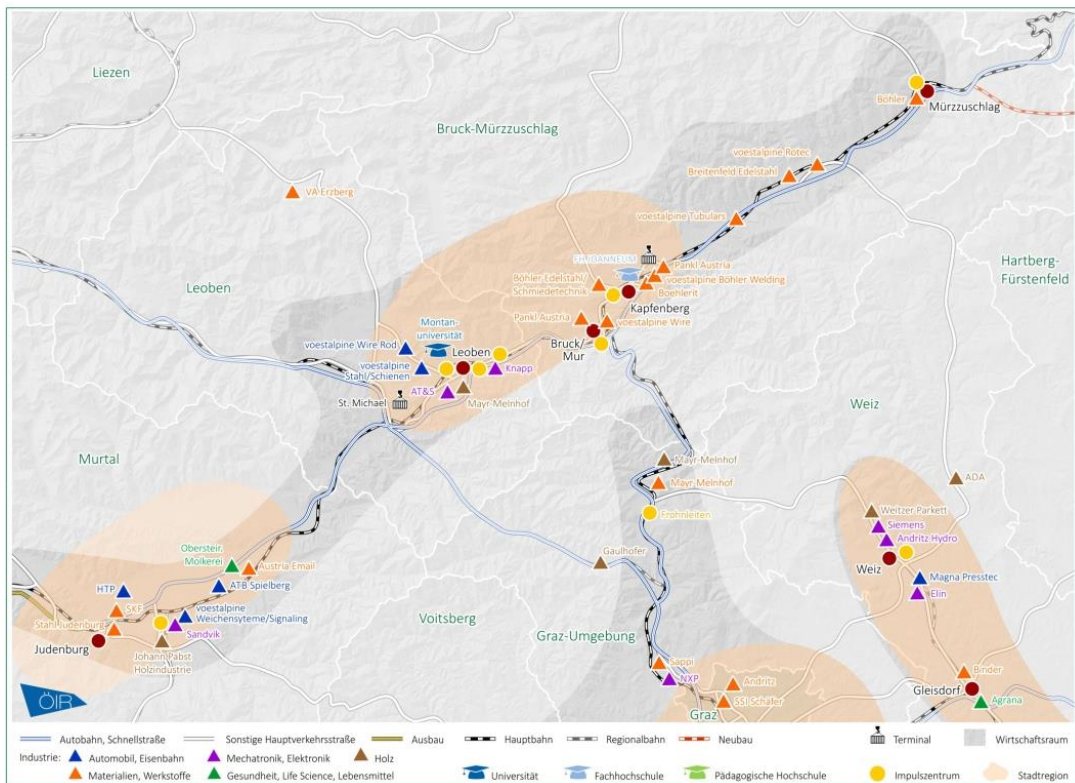 Liezen
Bruck-Mürzzuschlag
Böhler
Mürzzuschlag
voestalpine Rotec
Breitenfeld Edelstahl
VA Erzberg
voestalpine Tubulars
Hartberg-
Fürstenfeld
FH JOANNEUM
Pankl Austria
Böhler Edelstahl/
Schmiedetechnik
voestalpine Böhler Welding
Boehlerit
Kapfenberg
Leoben
Pankl Austria
voestalpine Wire
Bruck/
Mur
Montan-
universität
voestalpine Wire Rod
Leoben
voestalpine
Stahl/Schienen
Knapp
AT&S
Mayr-Melnhof
St. Michael
Weiz
Murtal
Mayr-Melnhof
Mayr-Melnhof
ADA
Frohnleiten
Weitzer Parkett
Siemens
Andritz Hydro
Weiz
Obersteir.
Molkerei
Austria Email
Gaulhofer
Magna Presstec
Elin
HTP
ATB Spielberg
SKF
voestalpine
Weichensyteme/Signaling
Stahl Judenburg
Sandvik
Judenburg
Johann Pabst
Holzindustrie
Voitsberg
Graz-Umgebung
Sappi
NXP
Andritz
SSI Schäfer
Graz
Binder
Gleisdorf
Agrana
ÖIR
Autobahn, Schnellstraße
Sonstige Hauptverkehrsstraße
Ausbau
Hauptbahn
Regionalbahn
Neubau
Terminal
Wirtschaftsraum
Industrie:
Automobil, Eisenbahn
Mechatronik, Elektronik
Holz
Materialien, Werkstoffe
Gesundheit, Life Science, Lebensmittel
Universität
Fachhochschule
Pädagogische Hochschule
Impulszentrum
Stadtregion